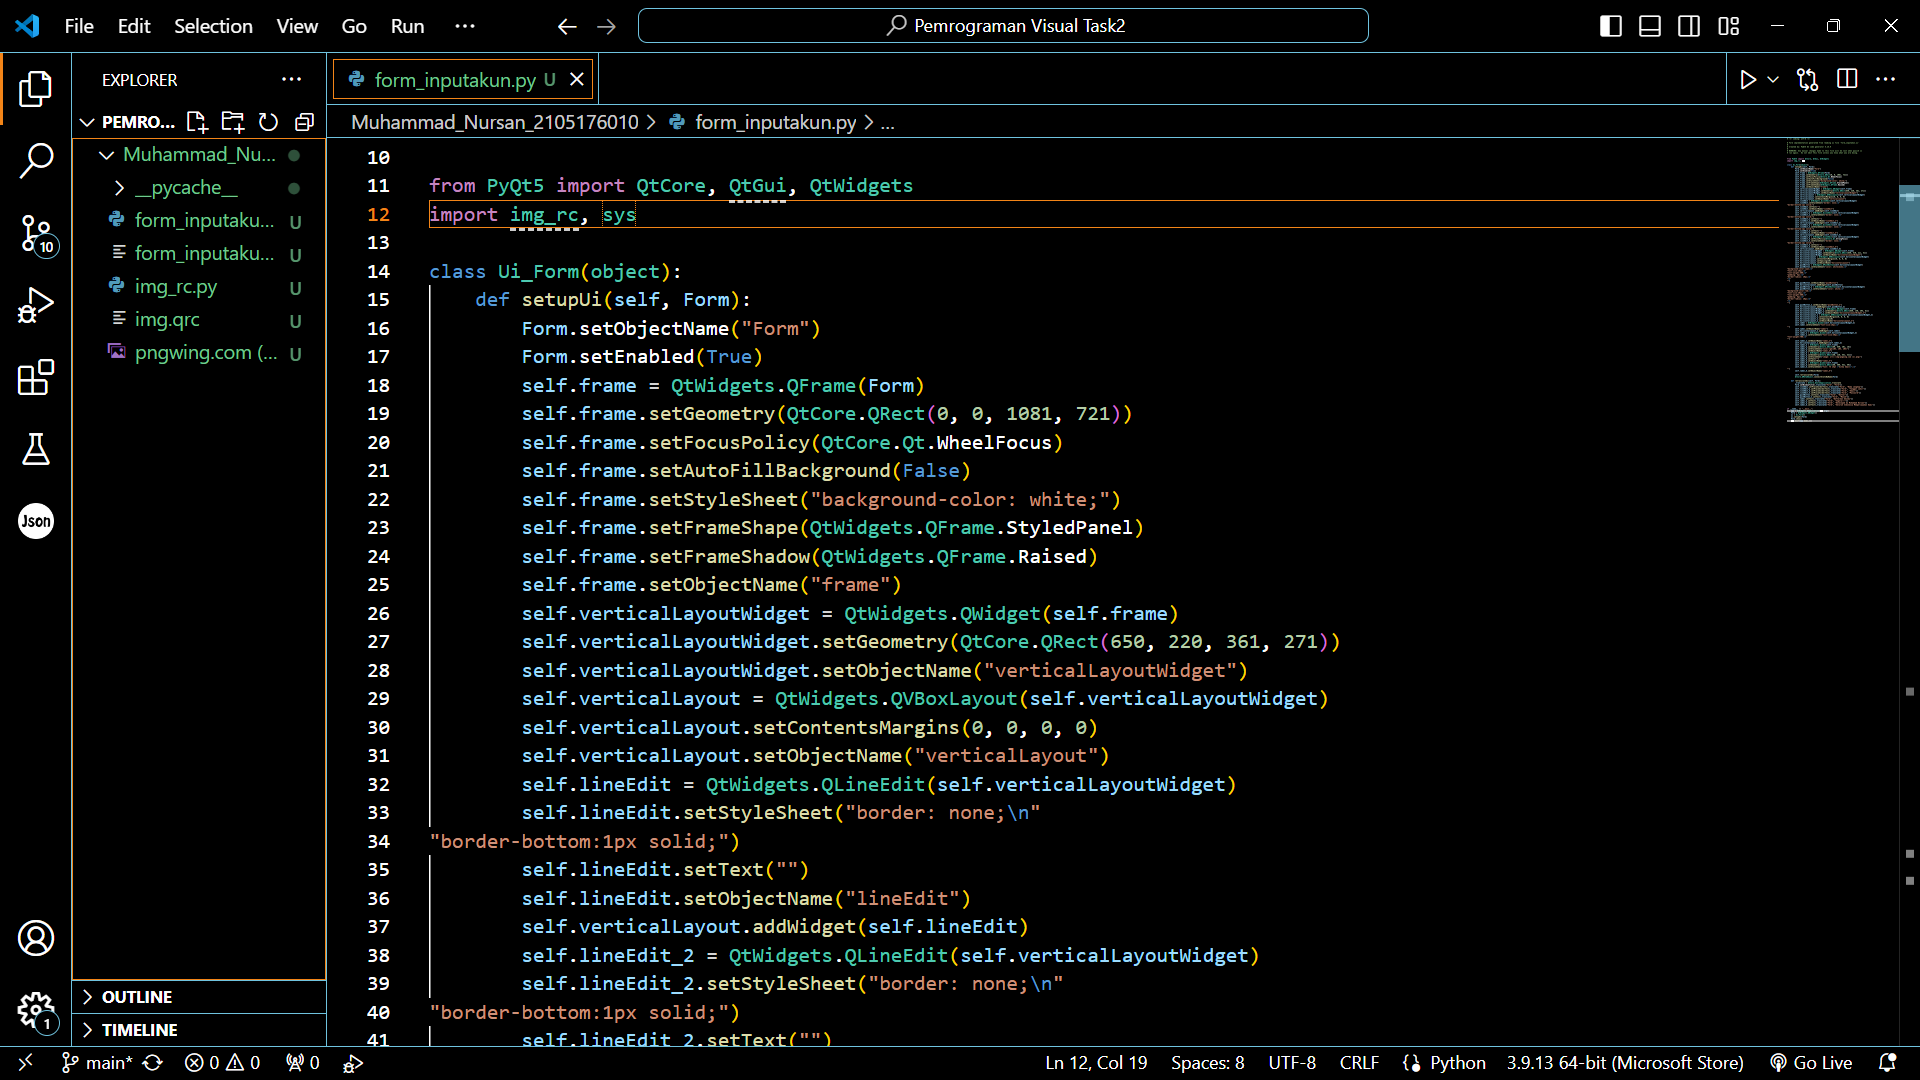 File Edit Selection View Go Run ···
Pemrograman Visual Task2
EXPLORER
form_inputakun.py U
PEMRO...
Muhammad_Nursan_2105176010 > form_inputakun.py > ...
Muhammad_Nu...
__pycache__
form_inputaku... U
form_inputaku... U
img_rc.py U
img.qrc U
pngwing.com (... U
10
Json
10
11 from PyQt5 import QtCore, QtGui, QtWidgets
12 import img_rc, sys
13
14 class Ui_Form(object):
15 def setupUi(self, Form):
16 Form.setObjectName("Form")
17 Form.setEnabled(True)
18 self.frame = QtWidgets.QFrame(Form)
19 self.frame.setGeometry(QtCore.QRect(0, 0, 1081, 721))
20 self.frame.setFocusPolicy(QtCore.Qt.WheelFocus)
21 self.frame.setAutoFillBackground(False)
22 self.frame.setStyleSheet("background-color: white;")
23 self.frame.setFrameShape(QtWidgets.QFrame.StyledPanel)
24 self.frame.setFrameShadow(QtWidgets.QFrame.Raised)
25 self.frame.setObjectName("frame")
26 self.verticalLayoutWidget = QtWidgets.QWidget(self.frame)
27 self.verticalLayoutWidget.setGeometry(QtCore.QRect(650, 220, 361, 271))
28 self.verticalLayoutWidget.setObjectName("verticalLayoutWidget")
29 self.verticalLayout = QtWidgets.QVBoxLayout(self.verticalLayoutWidget)
30 self.verticalLayout.setContentsMargins(0, 0, 0, 0)
31 self.verticalLayout.setObjectName("verticalLayout")
32 self.lineEdit = QtWidgets.QLineEdit(self.verticalLayoutWidget)
33 self.lineEdit.setStyleSheet("border: none;\n"
34 "border-bottom:1px solid;")
35 self.lineEdit.setText("")
36 self.lineEdit.setObjectName("lineEdit")
37 self.verticalLayout.addWidget(self.lineEdit)
38 self.lineEdit_2 = QtWidgets.QLineEdit(self.verticalLayoutWidget)
39 self.lineEdit_2.setStyleSheet("border: none;\n"
40 "border-bottom:1px solid;")
41 self.lineEdit_2.setText("")
OUTLINE
TIMELINE
1
main* 0 0 0 Ln 12, Col 19 Spaces: 8 UTF-8 CRLF Python 3.9.13 64-bit (Microsoft Store) Go Live